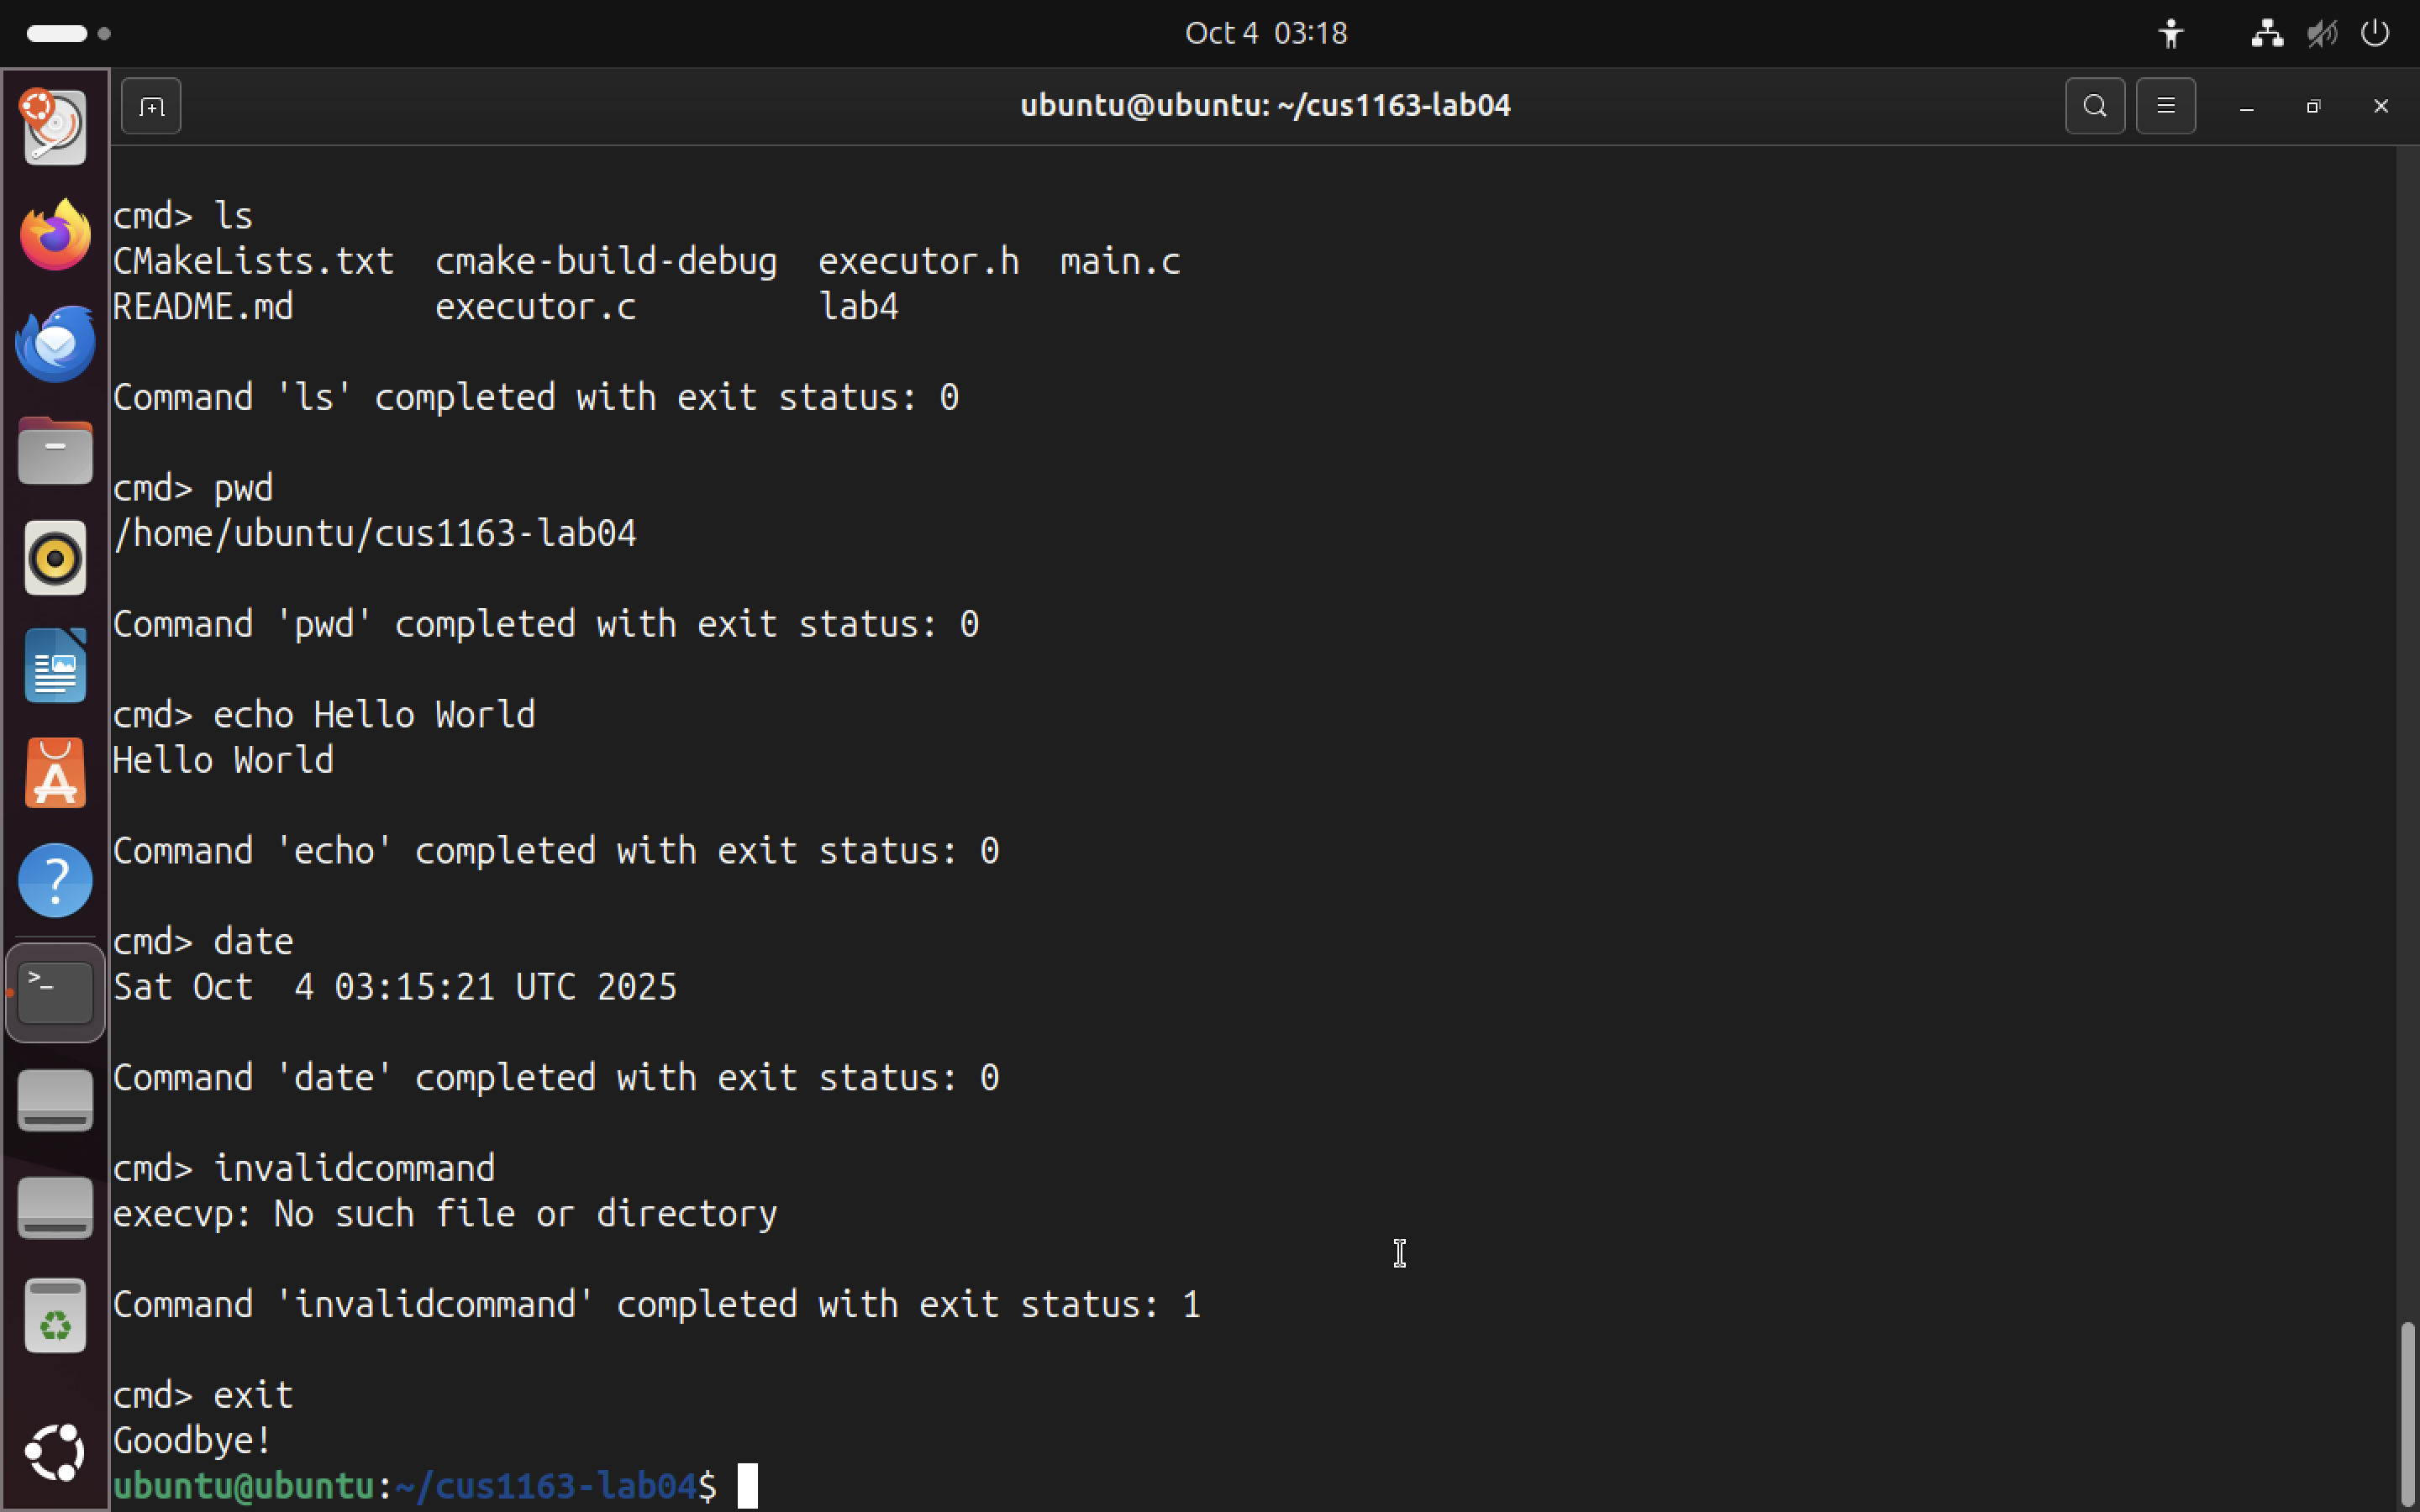 Oct 4 03:18
ubuntu@ubuntu: ~/cus1163-lab04
cmd> ls
CMakeLists.txt  cmake-build-debug  executor.h  main.c
README.md       executor.c         lab4

Command 'ls' completed with exit status: 0

cmd> pwd
/home/ubuntu/cus1163-lab04

Command 'pwd' completed with exit status: 0

cmd> echo Hello World
Hello World

Command 'echo' completed with exit status: 0

cmd> date
Sat Oct  4 03:15:21 UTC 2025

Command 'date' completed with exit status: 0

cmd> invalidcommand
execvp: No such file or directory

Command 'invalidcommand' completed with exit status: 1

cmd> exit
Goodbye!
ubuntu@ubuntu:~/cus1163-lab04$